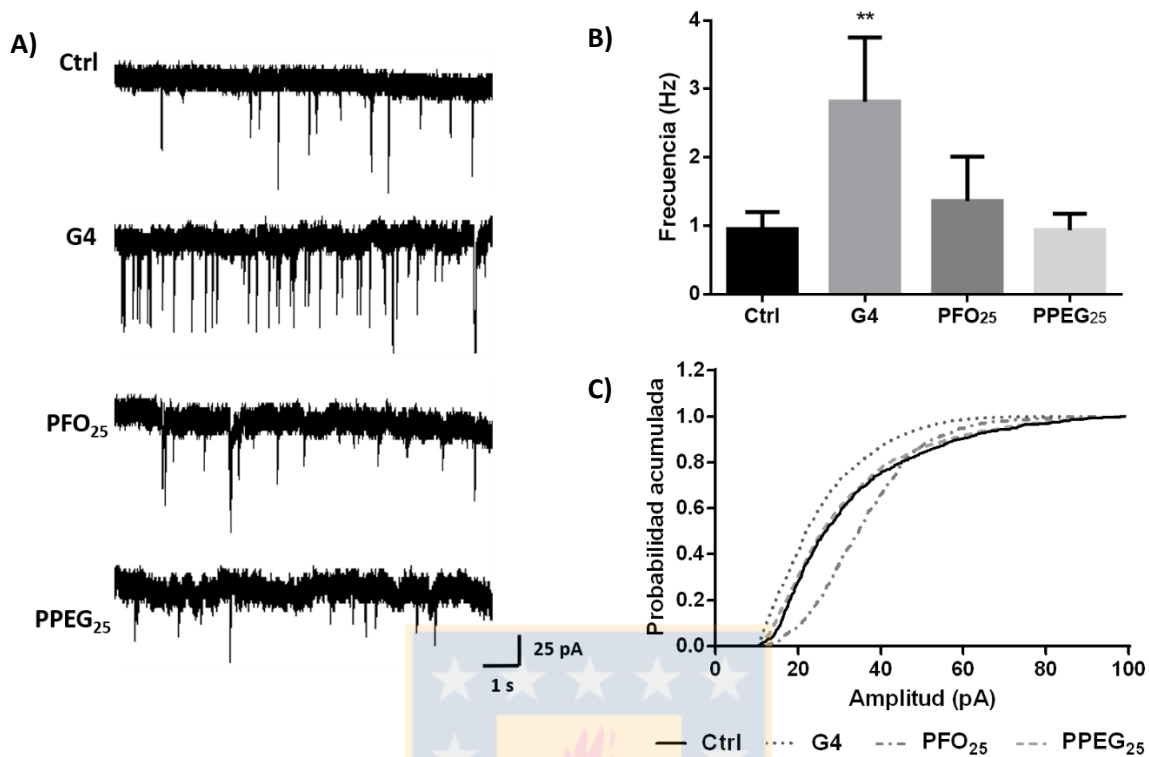 A)
Ctrl
G4
PFO₂₅
PPEG₂₅
25 pA
1 s
B)
Frecuencia (Hz)
4
3
2
1
0
**
Ctrl G4 PFO₂₅ PPEG₂₅
C)
Probabilidad acumulada
1.2
1.0
0.8
0.6
0.4
0.2
0.0
0 20 40 60 80 100
Amplitud (pA)
Ctrl G4 PFO₂₅ PPEG₂₅